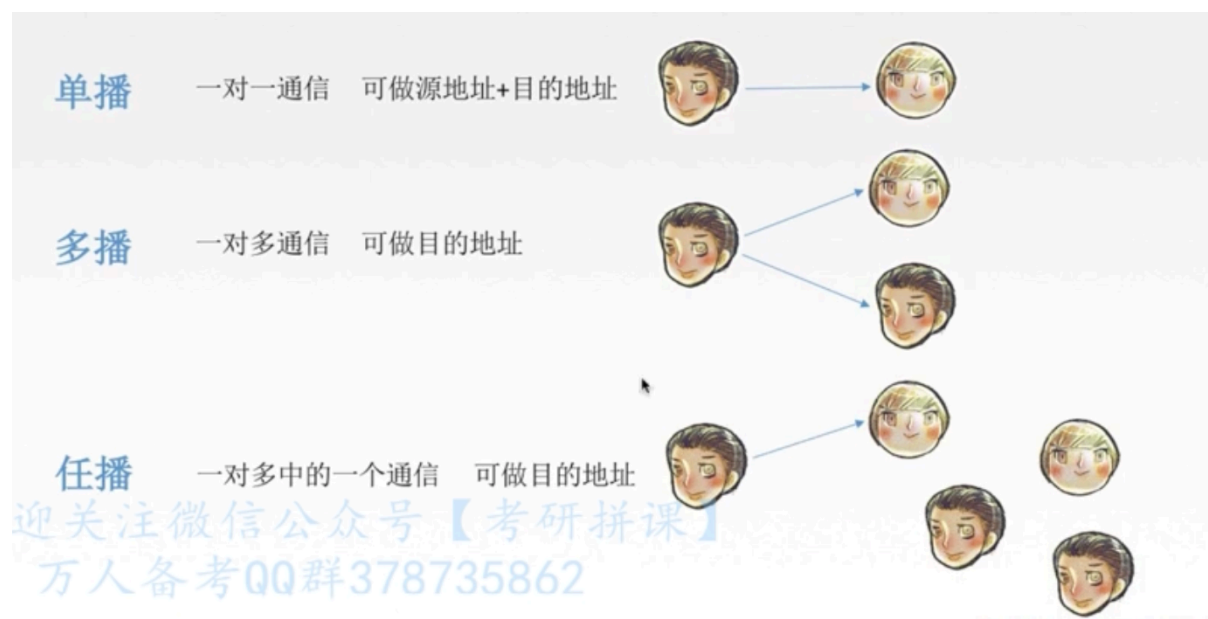 单播 一对一通信 可做源地址+目的地址
多播 一对多通信 可做目的地址
任播 一对多中的一个通信 可做目的地址
迎关注微信公众号【考研拼课】
万人备考QQ群378735862